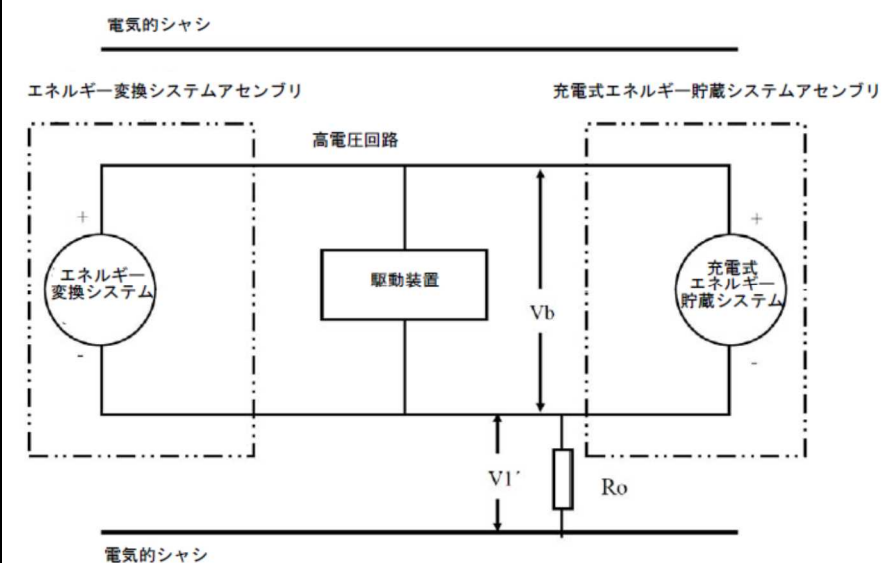 電気的シャシ
エネルギー変換システムアセンブリ
充電式エネルギー貯蔵システムアセンブリ
高電圧回路
+
+
エネルギー
変換システム
駆動装置
充電式
エネルギー
貯蔵システム
Vb
-
-
V1´
Ro
電気的シャシ